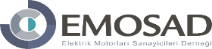 EMOSAD
Elektrik Motorları Sanayicileri Derneği